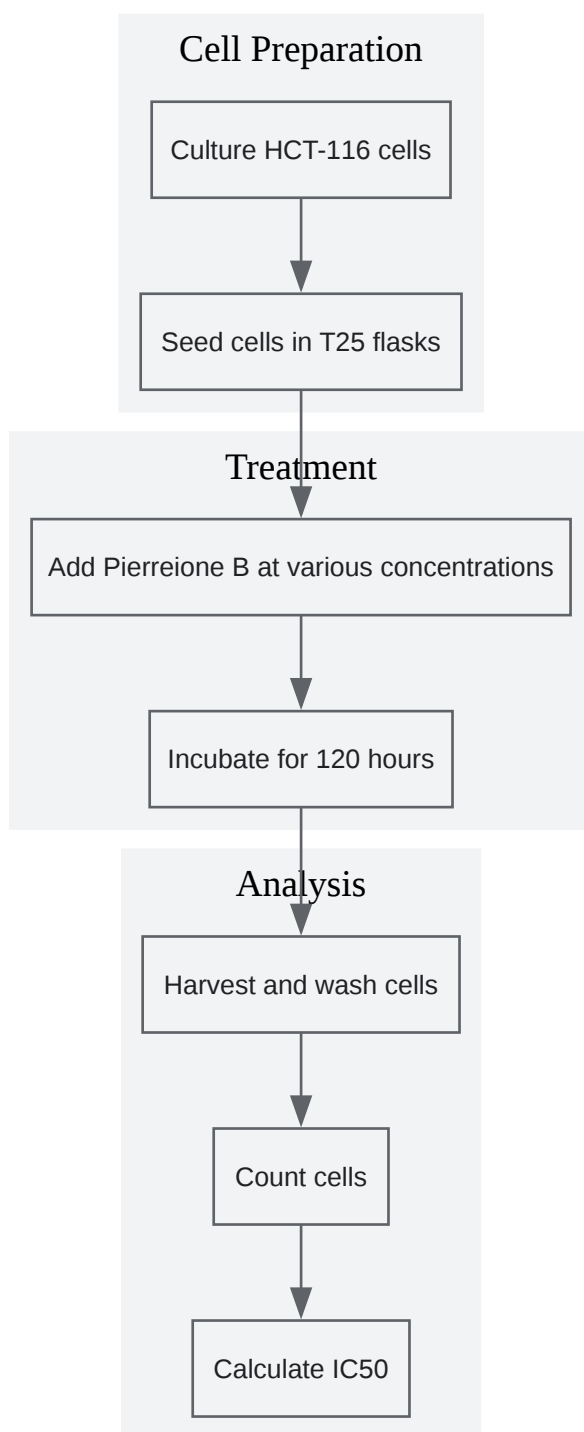 Cell Preparation
Culture HCT-116 cells
Seed cells in T25 flasks
Treatment
Add Pierreione B at various concentrations
Incubate for 120 hours
Analysis
Harvest and wash cells
Count cells
Calculate IC50